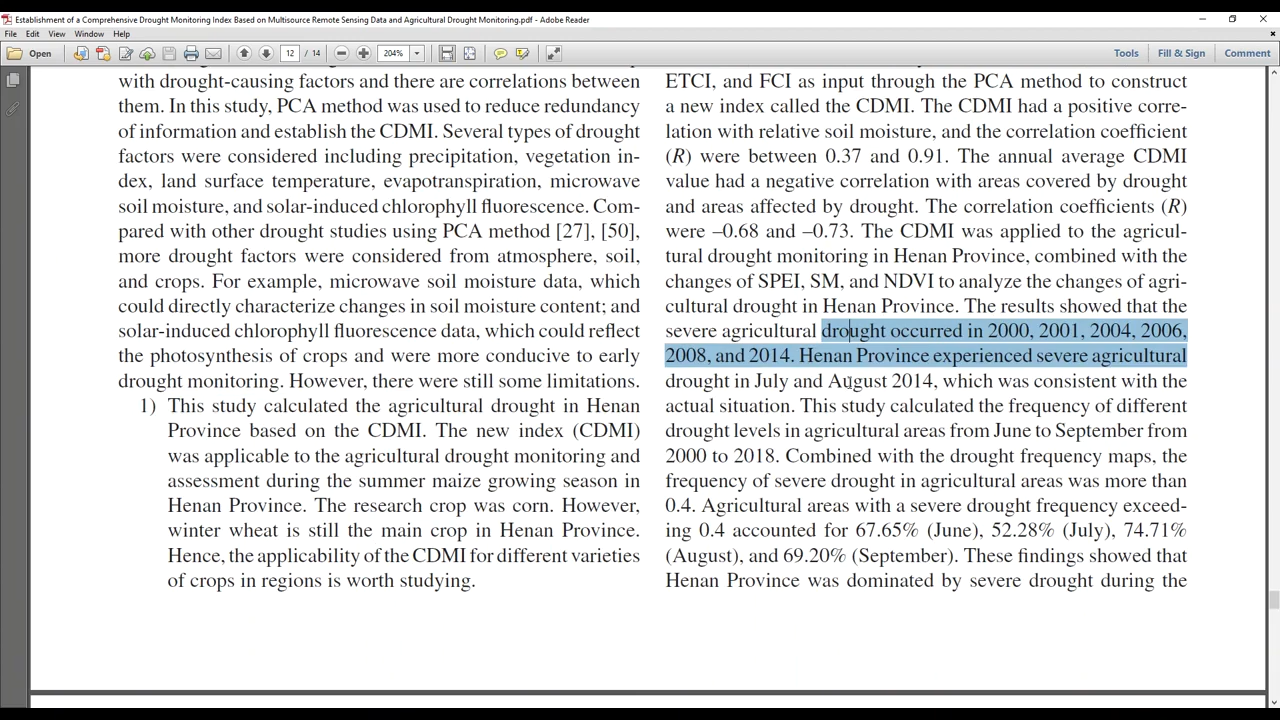 Establishment of a Comprehensive Drought Monitoring Index Based on Multisource Remote Sensing Data and Agricultural Drought Monitoring.pdf - Adobe Reader
File Edit View Window Help
Open 12 / 14 204% Tools Fill & Sign Comment
with drought-causing factors and there are correlations between
them. In this study, PCA method was used to reduce redundancy
of information and establish the CDMI. Several types of drought
factors were considered including precipitation, vegetation in-
dex, land surface temperature, evapotranspiration, microwave
soil moisture, and solar-induced chlorophyll fluorescence. Com-
pared with other drought studies using PCA method [27], [50],
more drought factors were considered from atmosphere, soil,
and crops. For example, microwave soil moisture data, which
could directly characterize changes in soil moisture content; and
solar-induced chlorophyll fluorescence data, which could reflect
the photosynthesis of crops and were more conducive to early
drought monitoring. However, there were still some limitations.
1) This study calculated the agricultural drought in Henan
Province based on the CDMI. The new index (CDMI)
was applicable to the agricultural drought monitoring and
assessment during the summer maize growing season in
Henan Province. The research crop was corn. However,
winter wheat is still the main crop in Henan Province.
Hence, the applicability of the CDMI for different varieties
of crops in regions is worth studying.
ETCI, and FCI as input through the PCA method to construct
a new index called the CDMI. The CDMI had a positive corre-
lation with relative soil moisture, and the correlation coefficient
(R) were between 0.37 and 0.91. The annual average CDMI
value had a negative correlation with areas covered by drought
and areas affected by drought. The correlation coefficients (R)
were –0.68 and –0.73. The CDMI was applied to the agricul-
tural drought monitoring in Henan Province, combined with the
changes of SPEI, SM, and NDVI to analyze the changes of agri-
cultural drought in Henan Province. The results showed that the
severe agricultural drought occurred in 2000, 2001, 2004, 2006,
2008, and 2014. Henan Province experienced severe agricultural
drought in July and August 2014, which was consistent with the
actual situation. This study calculated the frequency of different
drought levels in agricultural areas from June to September from
2000 to 2018. Combined with the drought frequency maps, the
frequency of severe drought in agricultural areas was more than
0.4. Agricultural areas with a severe drought frequency exceed-
ing 0.4 accounted for 67.65% (June), 52.28% (July), 74.71%
(August), and 69.20% (September). These findings showed that
Henan Province was dominated by severe drought during the